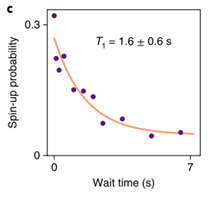 c
0.3
T₁ = 1.6 ± 0.6 s
Spin-up probability
0
0
7
Wait time (s)